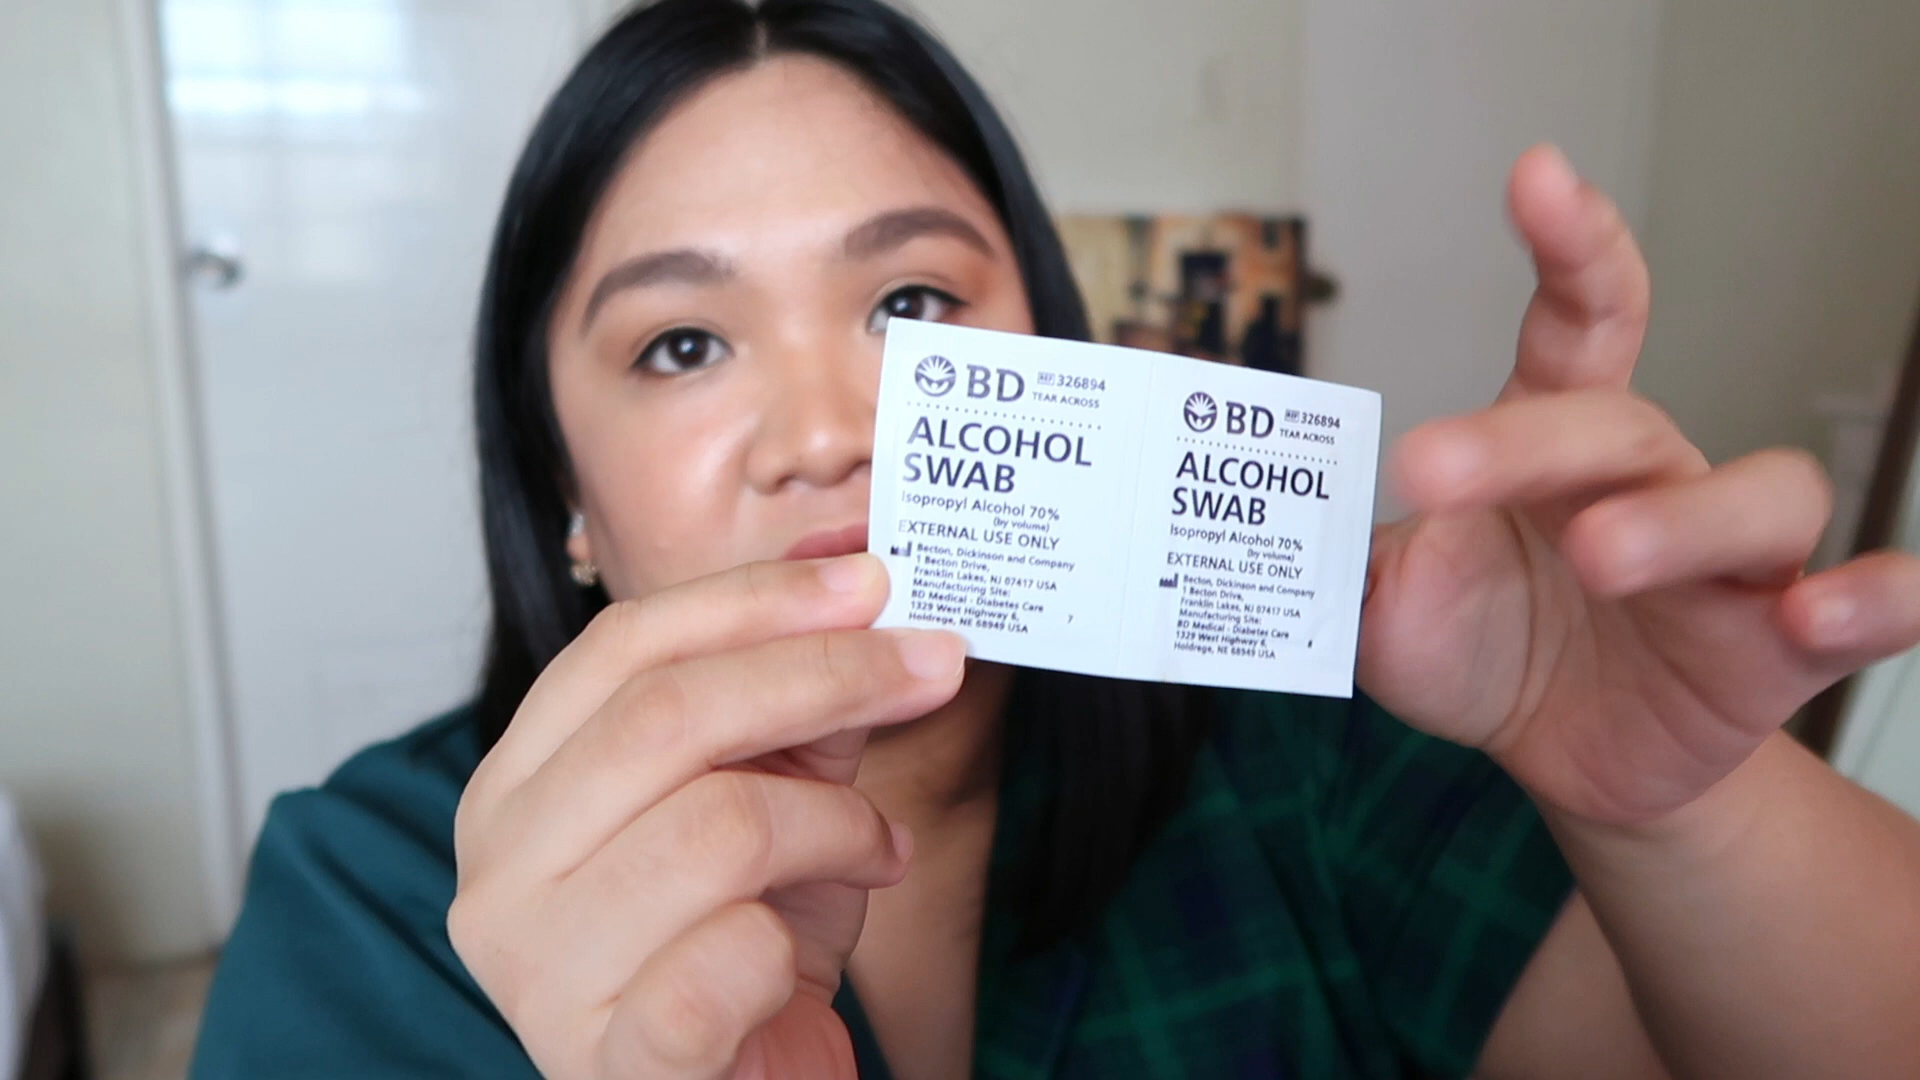 BD REF 326894
TEAR ACROSS
ALCOHOL
SWAB
Isopropyl Alcohol 70%
(by volume)
EXTERNAL USE ONLY
Becton, Dickinson and Company
1 Becton Drive,
Franklin Lakes, NJ 07417 USA
Manufacturing Site:
BD Medical - Diabetes Care
1329 West Highway 6,
Holdrege, NE 68949 USA
7
BD REF 326894
TEAR ACROSS
ALCOHOL
SWAB
Isopropyl Alcohol 70%
(by volume)
EXTERNAL USE ONLY
Becton, Dickinson and Company
1 Becton Drive,
Franklin Lakes, NJ 07417 USA
Manufacturing Site:
BD Medical - Diabetes Care
1329 West Highway 6,
Holdrege, NE 68949 USA